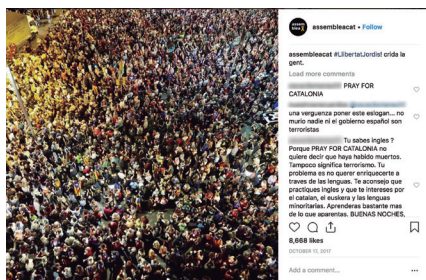 assembleacat • Follow
assembleacat #LlibertatJordis! crida la
gent.
Load more comments
PRAY FOR
CATALONIA
una verguenza poner este eslogan... no
murio nadie ni el gobierno español son
terroristas
Tu sabes ingles ?
Porque PRAY FOR CATALONIA no
quiere decir que haya habido muertos.
Tampoco significa terrorismo. Tu
problema es no querer enriquecerte a
traves de las lenguas. Te aconsejo que
practiques ingles y que te intereses por
el catalan, el euskera y las lenguas
minoritarias. Aprenderas bastante mas
de lo que aparentas. BUENAS NOCHES,
8,668 likes
OCTOBER 17, 2017
Add a comment...